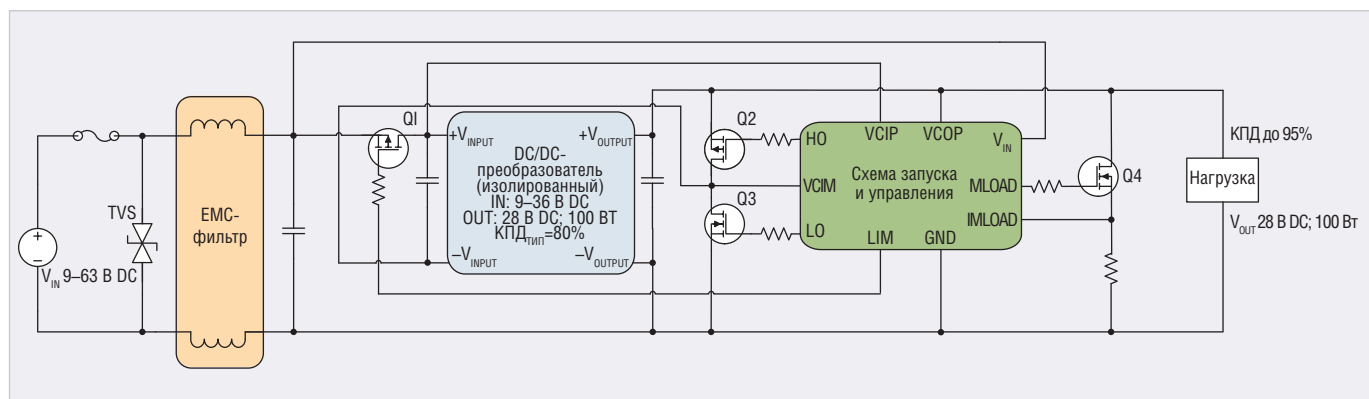 V_IN 9–63 В DC
+
–
TVS
EMC-
фильтр
Q1
+V_INPUT
–V_INPUT
+V_OUTPUT
–V_OUTPUT
DC/DC-
преобразователь
(изолированный)
IN: 9–36 В DC
OUT: 28 В DC; 100 ВТ
КПД_ТИП=80%
Q2
Q3
HO
VCIP
VCOP
V_IN
VCIM
Схема запуска
и управления
MLOAD
IMLOAD
LO
LIM
GND
Q4
КПД до 95%
Нагрузка
V_OUT 28 В DC; 100 Вт